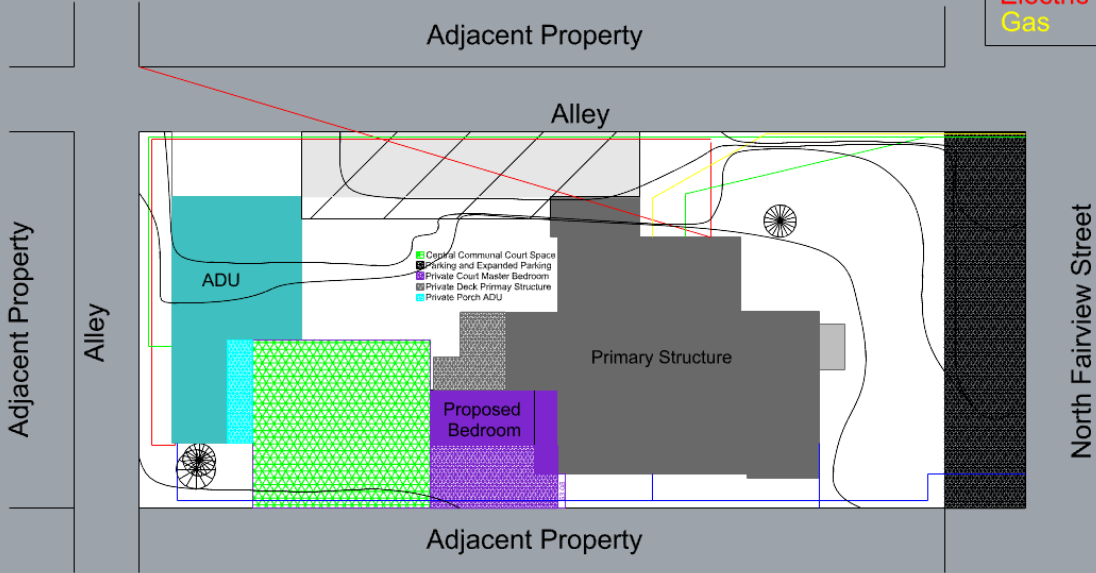 Electric
Gas
Adjacent Property
Alley
Adjacent Property
Alley
ADU
Central Communal Court Space
Parking and Expanded Parking
Private Court Master Bedroom
Private Deck Primay Structure
Private Porch ADU
Primary Structure
Proposed
Bedroom
North Fairview Street
Adjacent Property